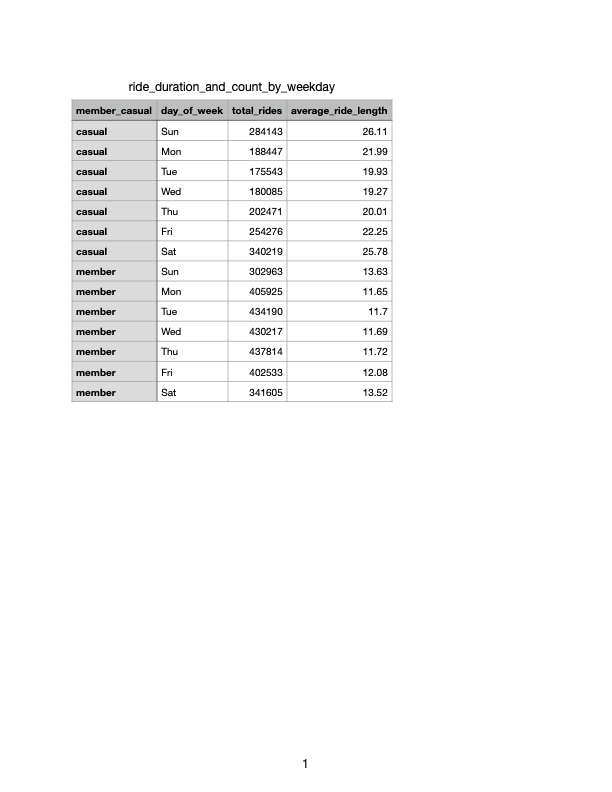 ride_duration_and_count_by_weekday
member_casual day_of_week total_rides average_ride_length
casual Sun 284143 26.11
casual Mon 188447 21.99
casual Tue 175543 19.93
casual Wed 180085 19.27
casual Thu 202471 20.01
casual Fri 254276 22.25
casual Sat 340219 25.78
member Sun 302963 13.63
member Mon 405925 11.65
member Tue 434190 11.7
member Wed 430217 11.69
member Thu 437814 11.72
member Fri 402533 12.08
member Sat 341605 13.52
1